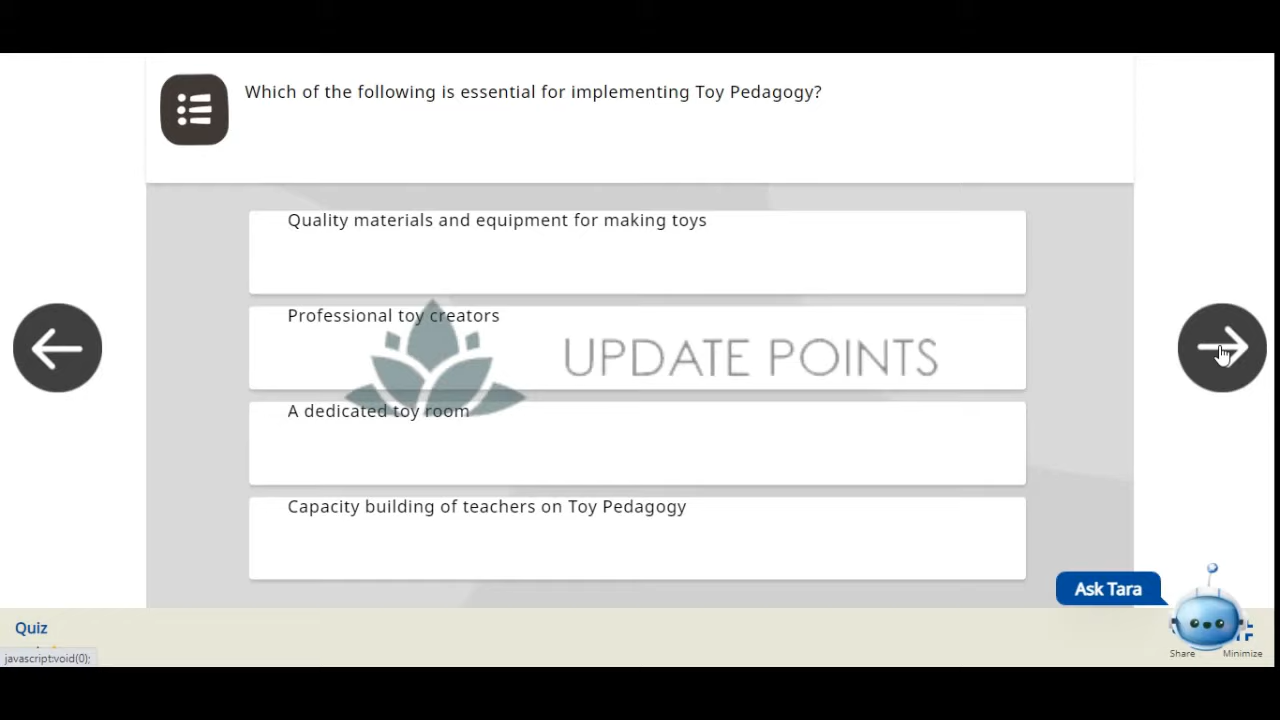 Which of the following is essential for implementing Toy Pedagogy?
Quality materials and equipment for making toys
Professional toy creators
UPDATE POINTS
A dedicated toy room
Capacity building of teachers on Toy Pedagogy
Ask Tara
Quiz
javascript:void(0);
Share
Minimize